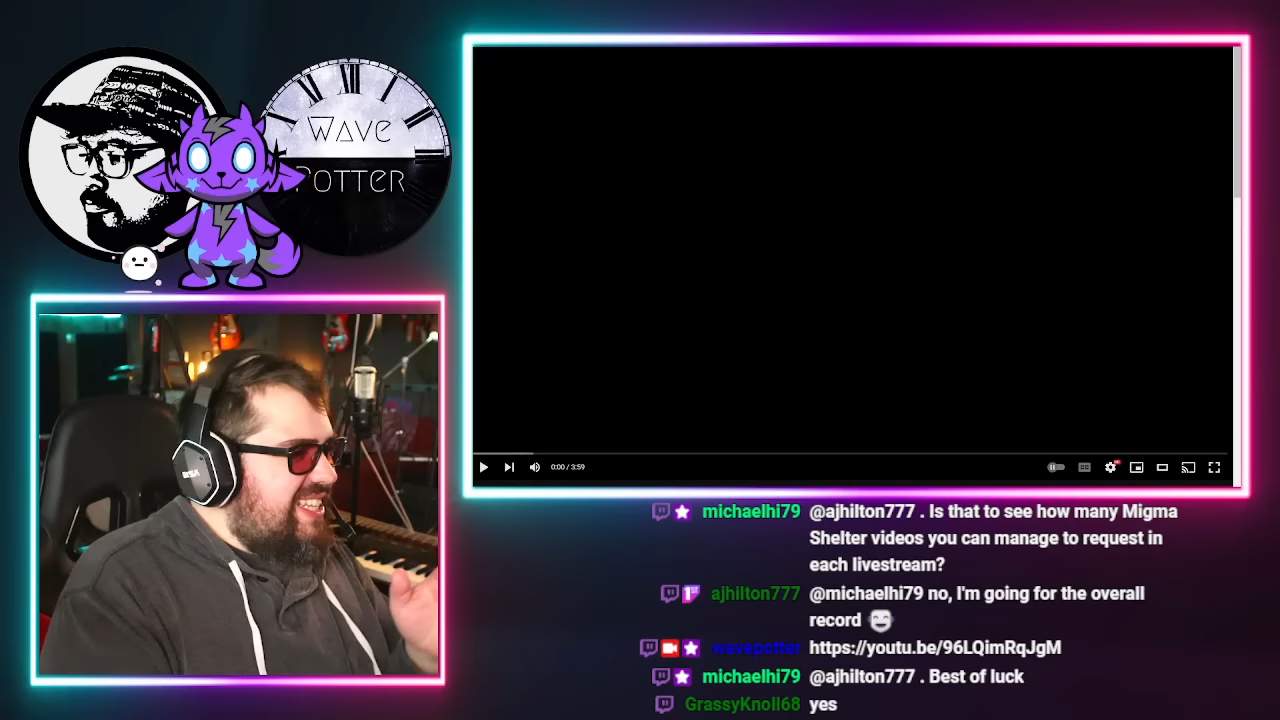 WAVE
POTTER
0:00 / 3:59
michaelhi79 @ajhilton777 . Is that to see how many Migma
Shelter videos you can manage to request in
each livestream?
ajhilton777 @michaelhi79 no, I'm going for the overall
record
wavepotter https://youtu.be/96LQimRqJgM
michaelhi79 @ajhilton777 . Best of luck
GrassyKnoll68 yes